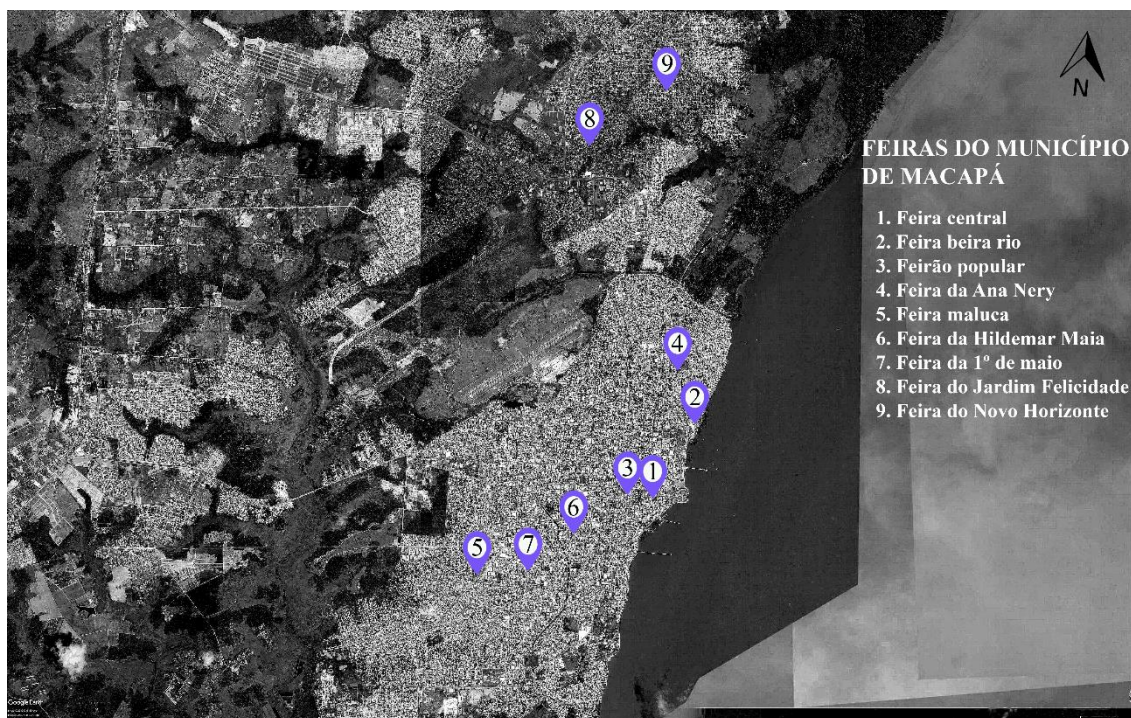 9
8
N
FEIRAS DO MUNICÍPIO
DE MACAPÁ
1. Feira central
2. Feira beira rio
3. Feirão popular
4. Feira da Ana Nery
5. Feira maluca
6. Feira da Hildemar Maia
7. Feira da 1º de maio
8. Feira do Jardim Felicidade
9. Feira do Novo Horizonte
4
2
3
1
6
5
7
Google Earth